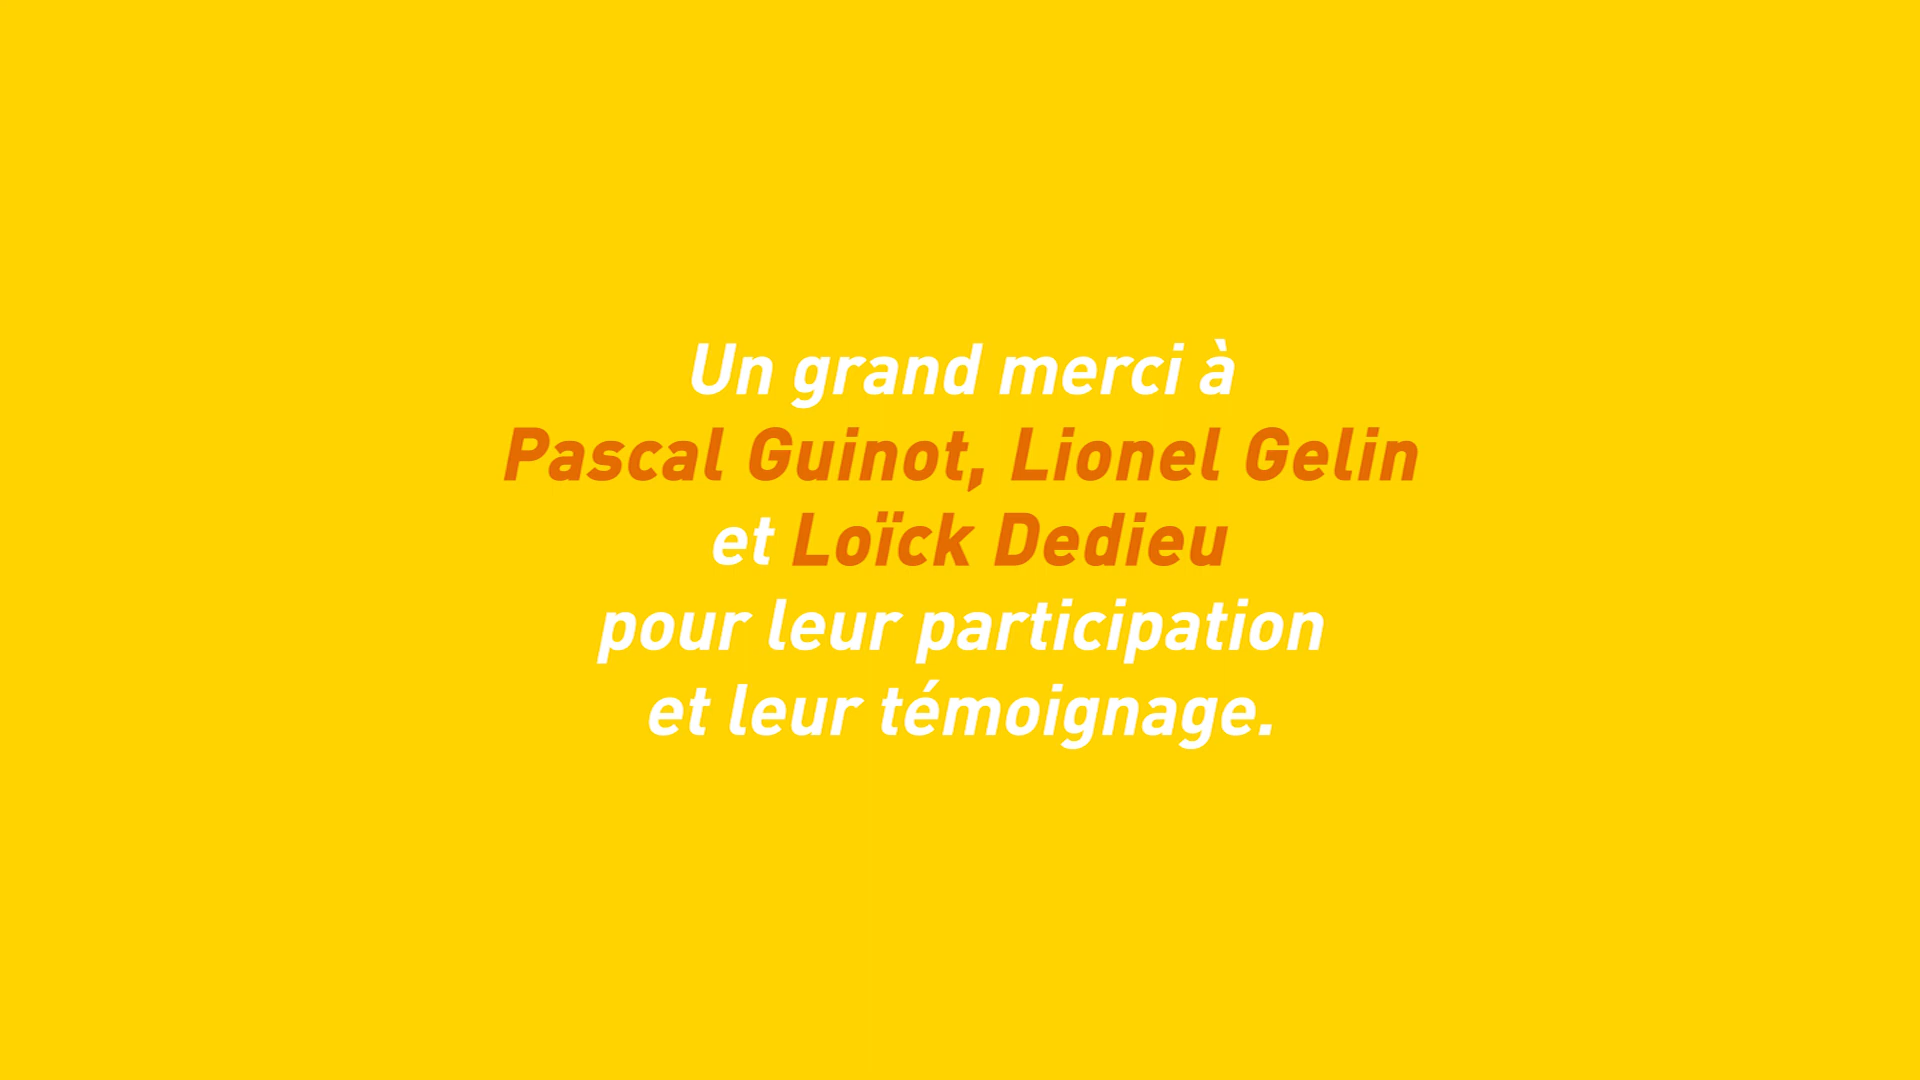 Un grand merci à
Pascal Guinot, Lionel Gelin
et Loïck Dedieu
pour leur participation
et leur témoignage.